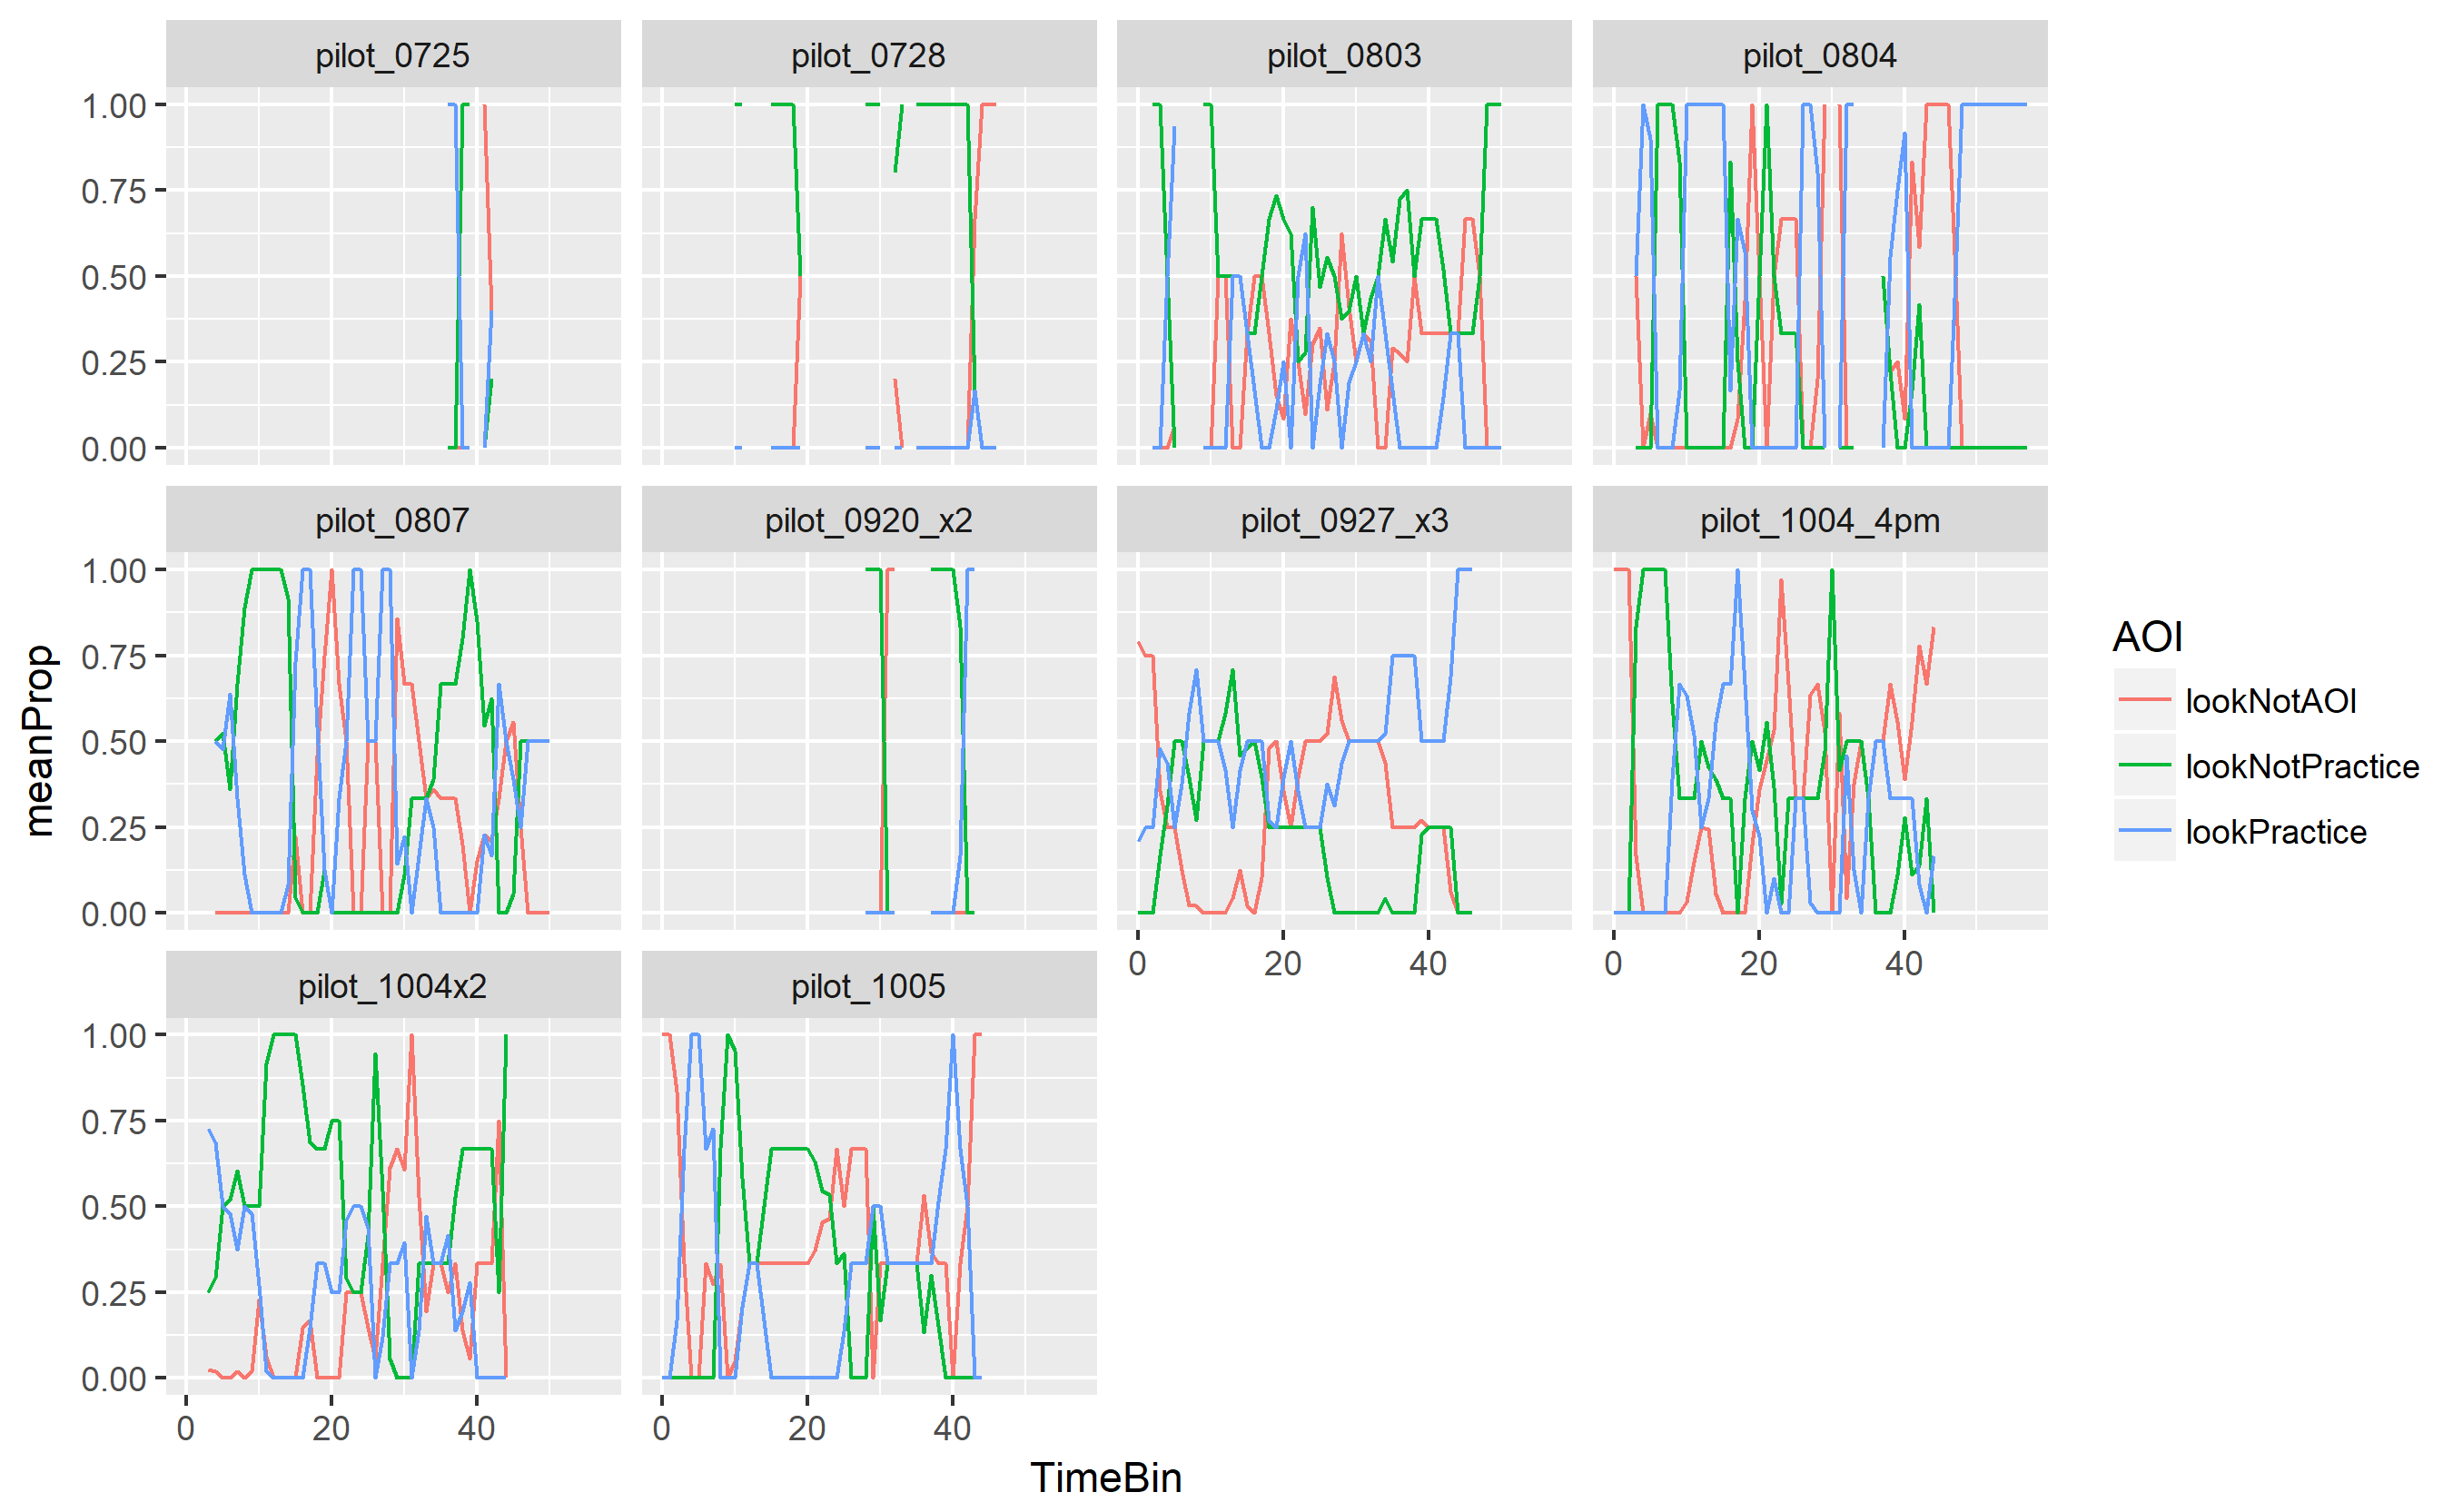 pilot_0725 pilot_0728 pilot_0803 pilot_0804
1.00
0.75
0.50
0.25
0.00
pilot_0807 pilot_0920_x2 pilot_0927_x3 pilot_1004_4pm
1.00
0.75
0.50
0.25
0.00
0 20 40 0 20 40
pilot_1004x2 pilot_1005
1.00
0.75
0.50
0.25
0.00
0 20 40 0 20 40
TimeBin
meanProp
AOI
lookNotAOI
lookNotPractice
lookPractice